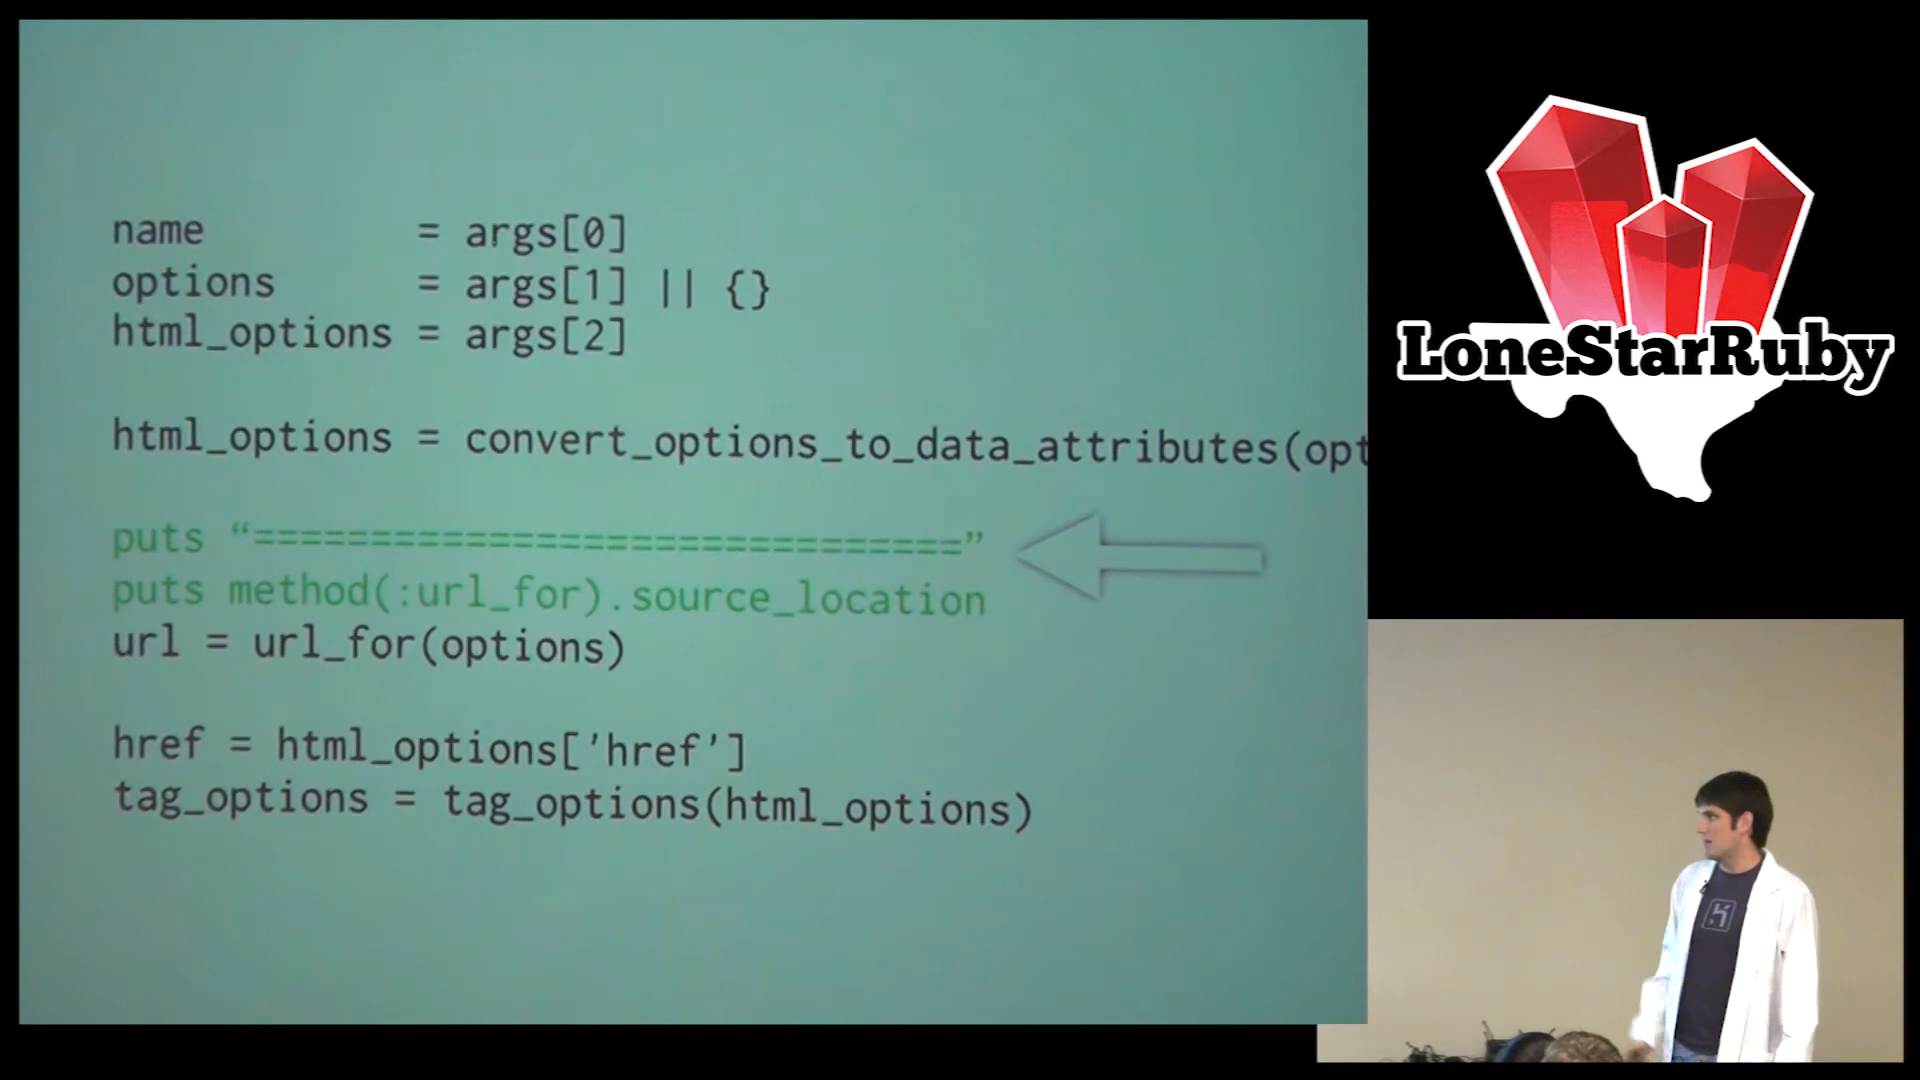 name         = args[0]
options      = args[1] || {}
html_options = args[2]
html_options = convert_options_to_data_attributes(opt
puts “==============================”
puts method(:url_for).source_location
url = url_for(options)
href = html_options['href']
tag_options = tag_options(html_options)
LoneStarRuby